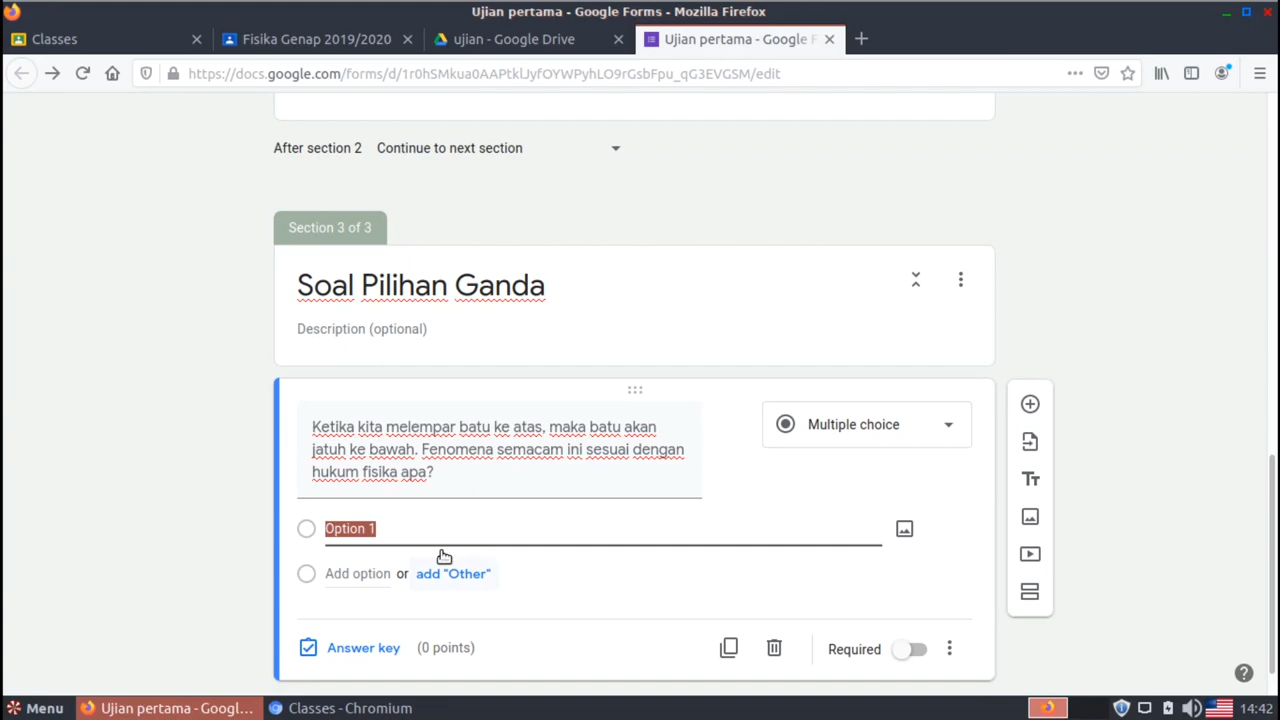 Ujian pertama - Google Forms - Mozilla Firefox
Classes
Fisika Genap 2019/2020
ujian - Google Drive
Ujian pertama - Google F
https://docs.google.com/forms/d/1r0hSMkua0AAPtklJyfOYWPyhLO9rGsbFpu_qG3EVGSM/edit
After section 2 Continue to next section
Section 3 of 3
Soal Pilihan Ganda
Description (optional)
Ketika kita melempar batu ke atas, maka batu akan
jatuh ke bawah. Fenomena semacam ini sesuai dengan
hukum fisika apa?
Multiple choice
Option 1
Add option or add "Other"
Answer key (0 points)
Required
Menu
Ujian pertama - Googl...
Classes - Chromium
14:42